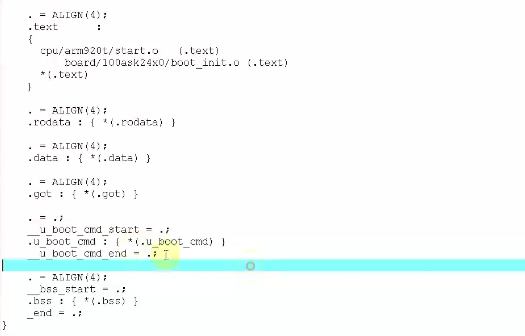 . = ALIGN(4);
.text :
{
cpu/arm920t/start.o (.text)
board/100ask24x0/boot_init.o (.text)
*(.text)
}
. = ALIGN(4);
.rodata : { *(.rodata) }
. = ALIGN(4);
.data : { *(.data) }
. = ALIGN(4);
.got : { *(.got) }
. = .;
__u_boot_cmd_start = .;
.u_boot_cmd : { *(.u_boot_cmd) }
__u_boot_cmd_end = .;
. = ALIGN(4);
__bss_start = .;
.bss : { *(.bss) }
_end = .;
}